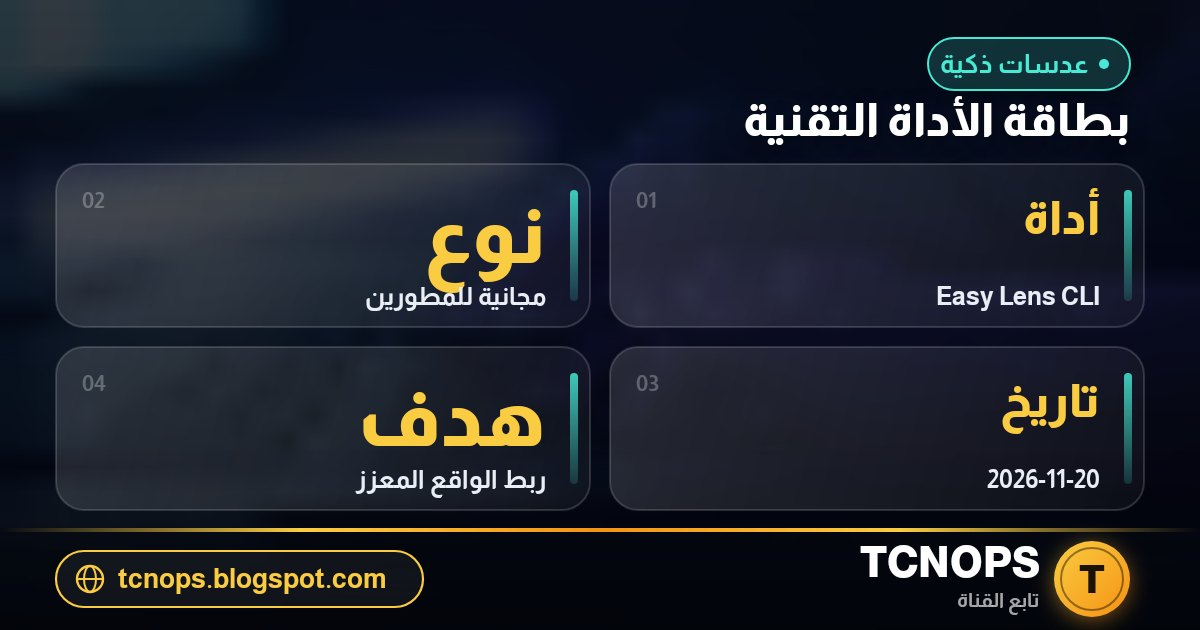 عدسات ذكية
بطاقة الأداة التقنية
01
أداة
Easy Lens CLI
02
نوع
مجانية للمطورين
03
تاريخ
2026-11-20
04
هدف
ربط الواقع المعزز
T
TCNOPS
تابع القناة
tcnops.blogspot.com